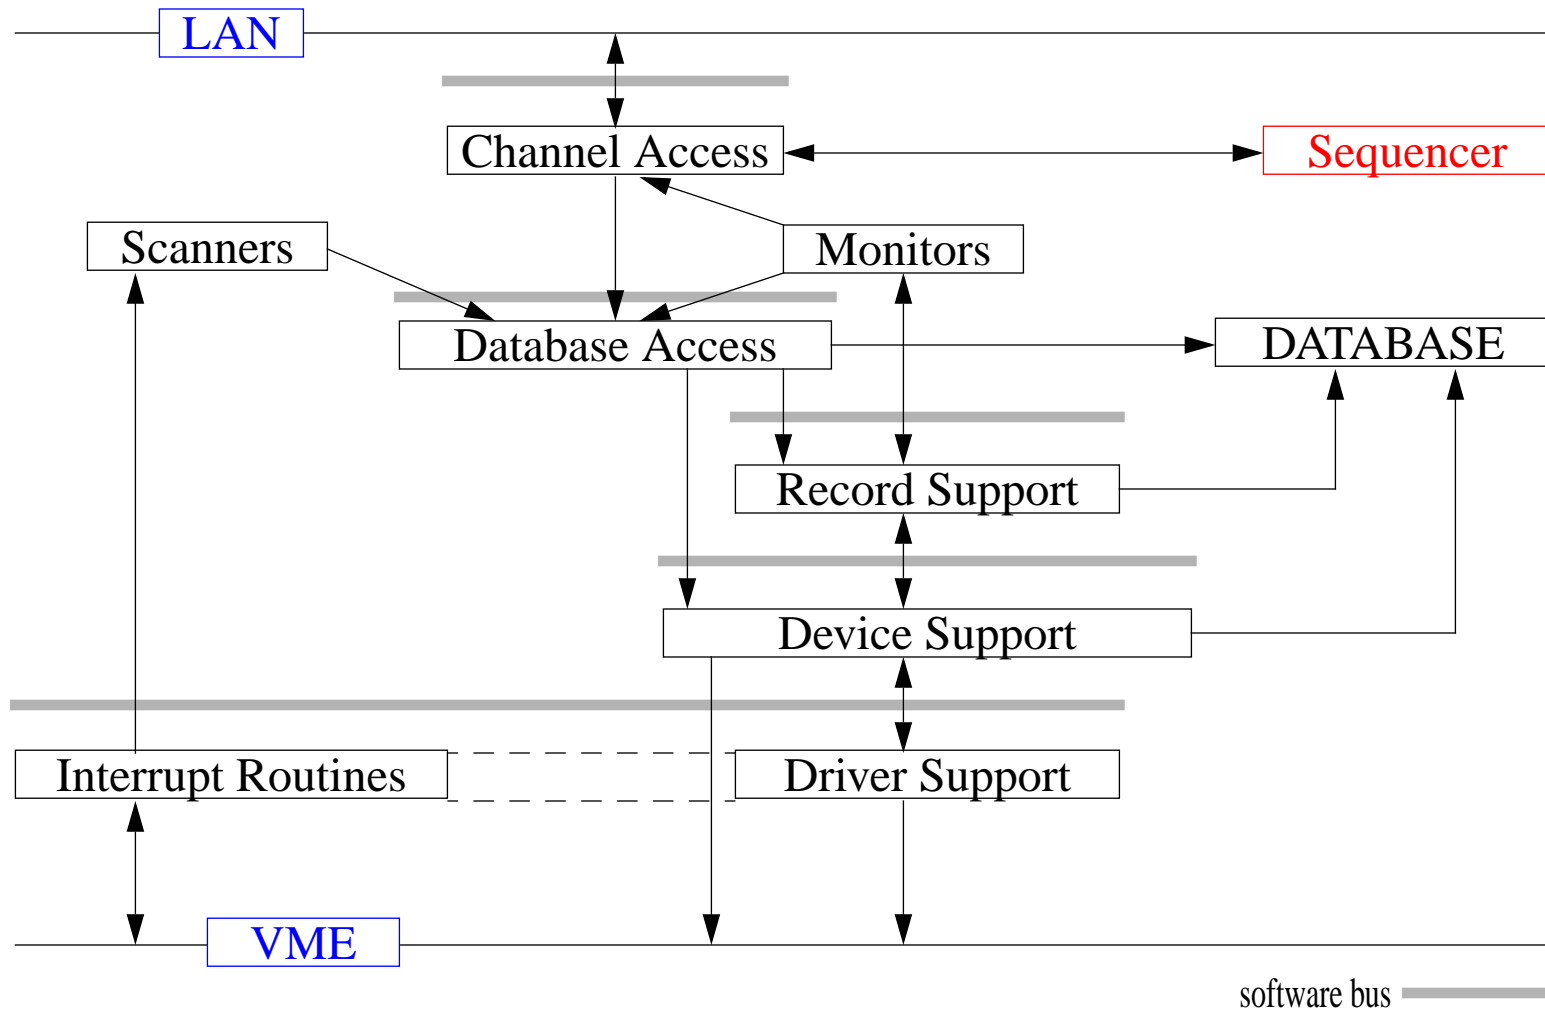 LAN
Channel Access
Sequencer
Scanners
Monitors
Database Access
DATABASE
Record Support
Device Support
Interrupt Routines
Driver Support
VME
software bus